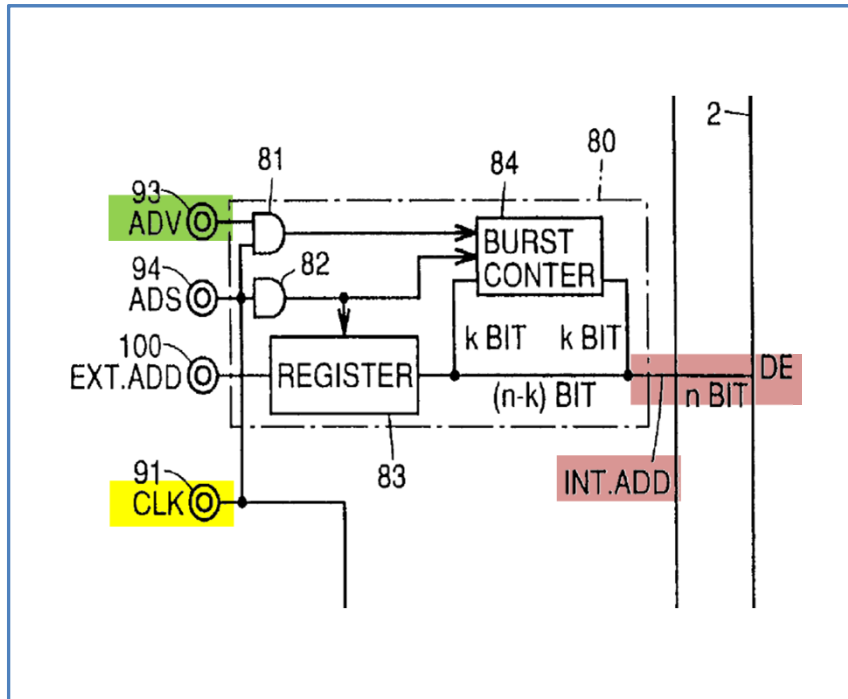 2
80
81
84
93
ADV
BURST
CONTER
94
ADS
82
k BIT
k BIT
100
EXT.ADD
REGISTER
(n-k) BIT
DE
n BIT
83
INT.ADD
91
CLK